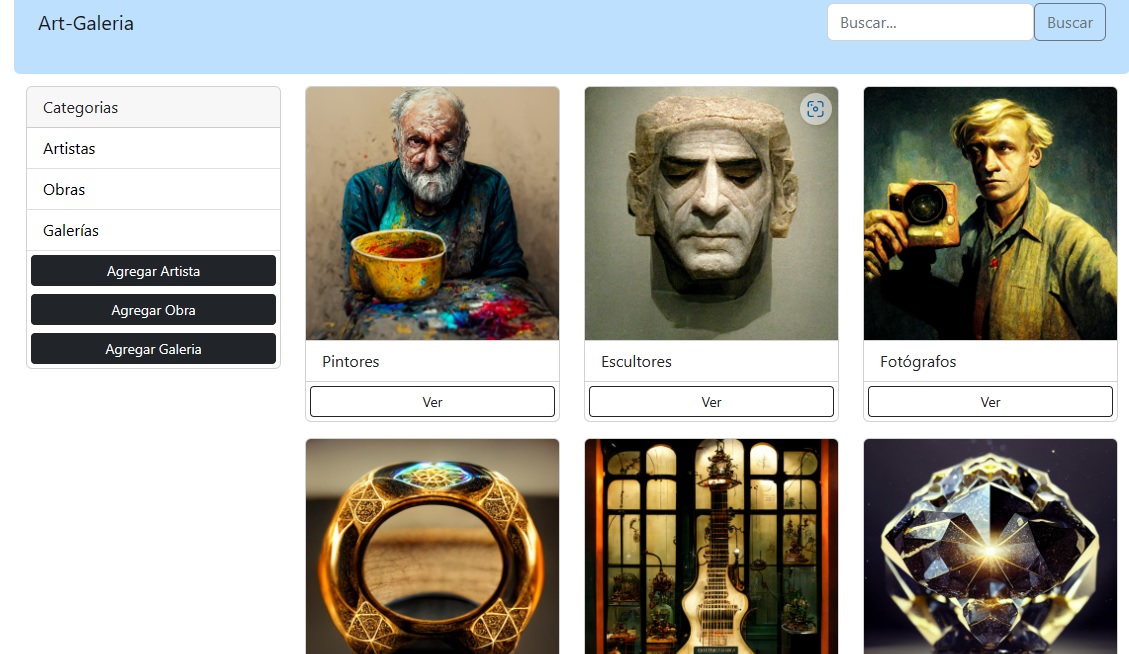 Art-Galeria
Buscar...
Buscar
Categorias
Artistas
Obras
Galerías
Agregar Artista
Agregar Obra
Agregar Galeria
Pintores
Ver
Escultores
Ver
Fotógrafos
Ver